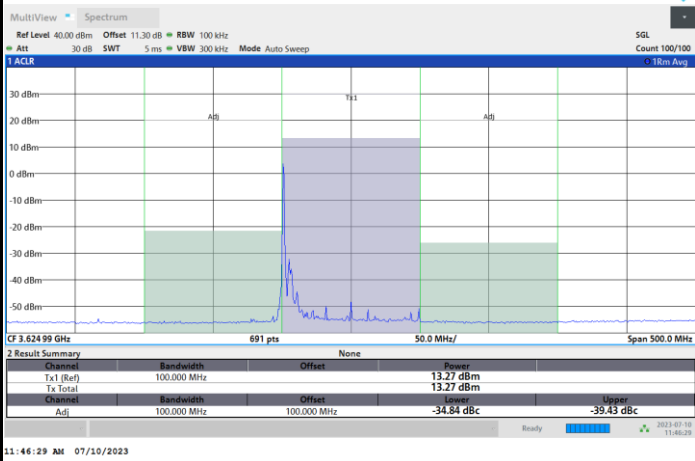 MultiView Spectrum
Ref Level 40.00 dBm Offset 11.30 dB RBW 100 kHz SGL
Att 30 dB SWT 5 ms VBW 300 kHz Mode Auto Sweep Count 100/100
1 ACLR 1Rm Avg
30 dBm
Tx1
20 dBm
Adj Adj
10 dBm
0 dBm
-10 dBm
-20 dBm
-30 dBm
-40 dBm
-50 dBm
CF 3.624 99 GHz 691 pts 50.0 MHz/ Span 500.0 MHz
2 Result Summary None
Channel Bandwidth Offset Power
Tx1 (Ref) 100.000 MHz 13.27 dBm
Tx Total 13.27 dBm
Channel Bandwidth Offset Lower Upper
Adj 100.000 MHz 100.000 MHz -34.84 dBc -39.43 dBc
Ready 2023-07-10
11:46:29
11:46:29 AM 07/10/2023